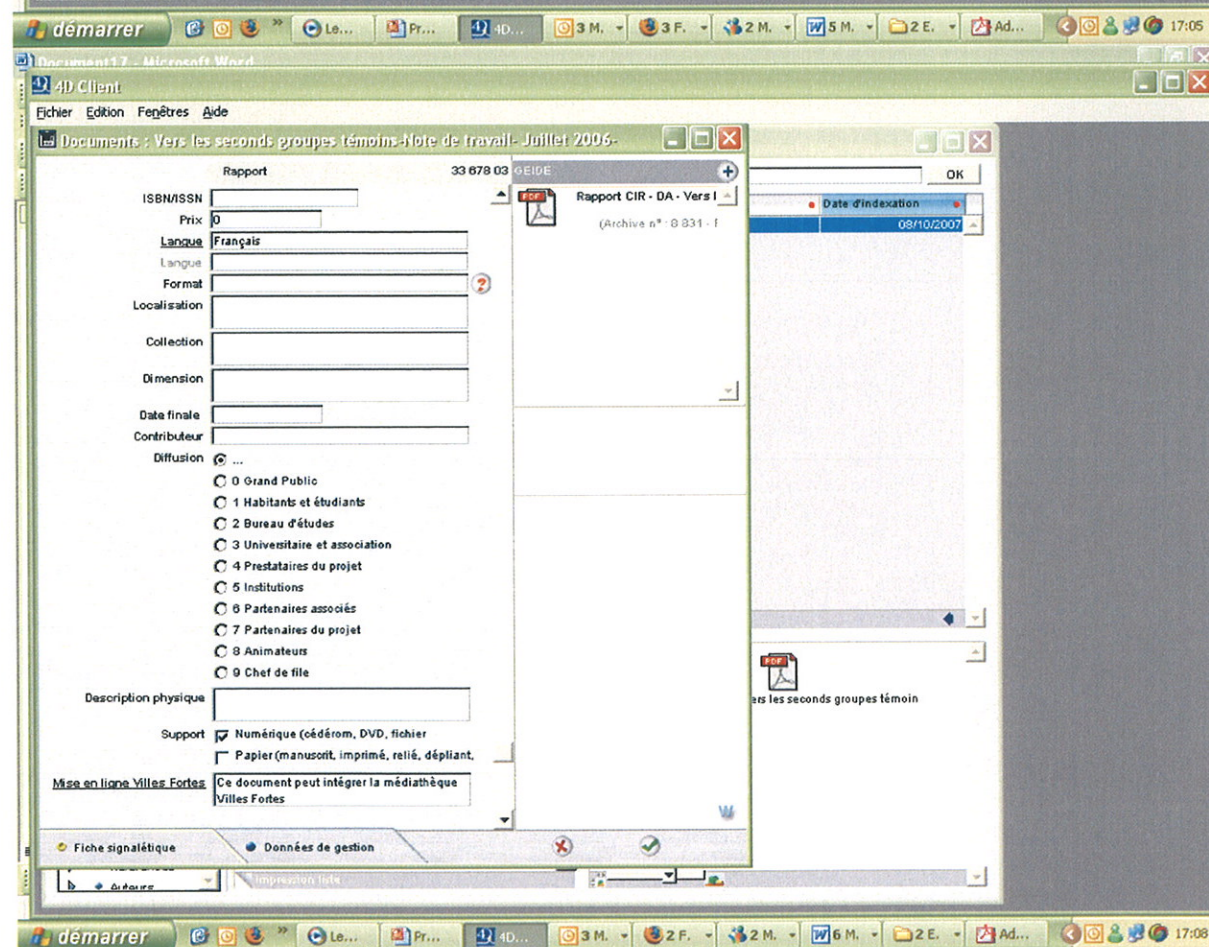 démarrer » Le... Pr... 4D... 3 M. 3 F. 2 M. 5 M. 2 E. Ad... 17:05
Document17 - Microsoft Word
4D Client
Fichier Edition Fenêtres Aide
Documents : Vers les seconds groupes témoins-Note de travail- Juillet 2006-
Rapport 33 678 03 GEIDE
OK
ISBN/ISSN
Rapport CIR - DA - Vers l
Date d'indexation
Prix 0
(Archive n° : 8 831 -
08/10/2007
Langue Français
Langue
Format
Localisation
Collection
Dimension
Date finale
Contributeur
Diffusion ...
0 Grand Public
1 Habitants et étudiants
2 Bureau d'études
3 Universitaire et association
4 Prestataires du projet
5 Institutions
6 Partenaires associés
7 Partenaires du projet
8 Animateurs
9 Chef de file
PDF
Description physique
ers les seconds groupes témoin
Support Numérique (cédérom, DVD, fichier
Papier (manuscrit, imprimé, relié, dépliant,
Mise en ligne Villes Fortes Ce document peut intégrer la médiathèque
Villes Fortes
Fiche signalétique Données de gestion
Auteurs Impression liste
démarrer » Le... Pr... 4D... 3 M. 2 F. 2 M. 6 M. 2 E. Ad... 17:08